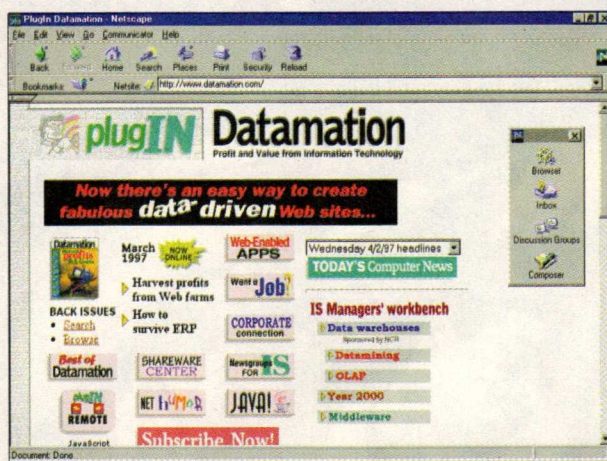 PlugIn Datamation - Netscape
File Edit View Go Communicator Help
Back Forward Home Search Places Print Security Reload
Bookmarks Netsite: http://www.datamation.com/
plugIN Datamation
Profit and Value from Information Technology
Now there's an easy way to create
fabulous data-driven Web sites...
Datamation
profits
March
1997
NOW
ONLINE
Harvest profits
from Web farms
How to
survive ERP
BACK ISSUES
Search
Browse
Best of
Datamation
plugIN
REMOTE
JavaScript
SHAREWARE
CENTER
NET humor
Subscribe Now!
Web-Enabled
APPS
Want a
Job?
CORPORATE
connection
Newsgroups
FOR IS
JAVA!
Wednesday 4/2/97 headlines
TODAY'S Computer News
IS Managers' workbench
Data warehouses
Sponsored by NCR
Datamining
OLAP
Year 2000
Middleware
Browser
Inbox
Discussion Groups
Composer
Document: Done